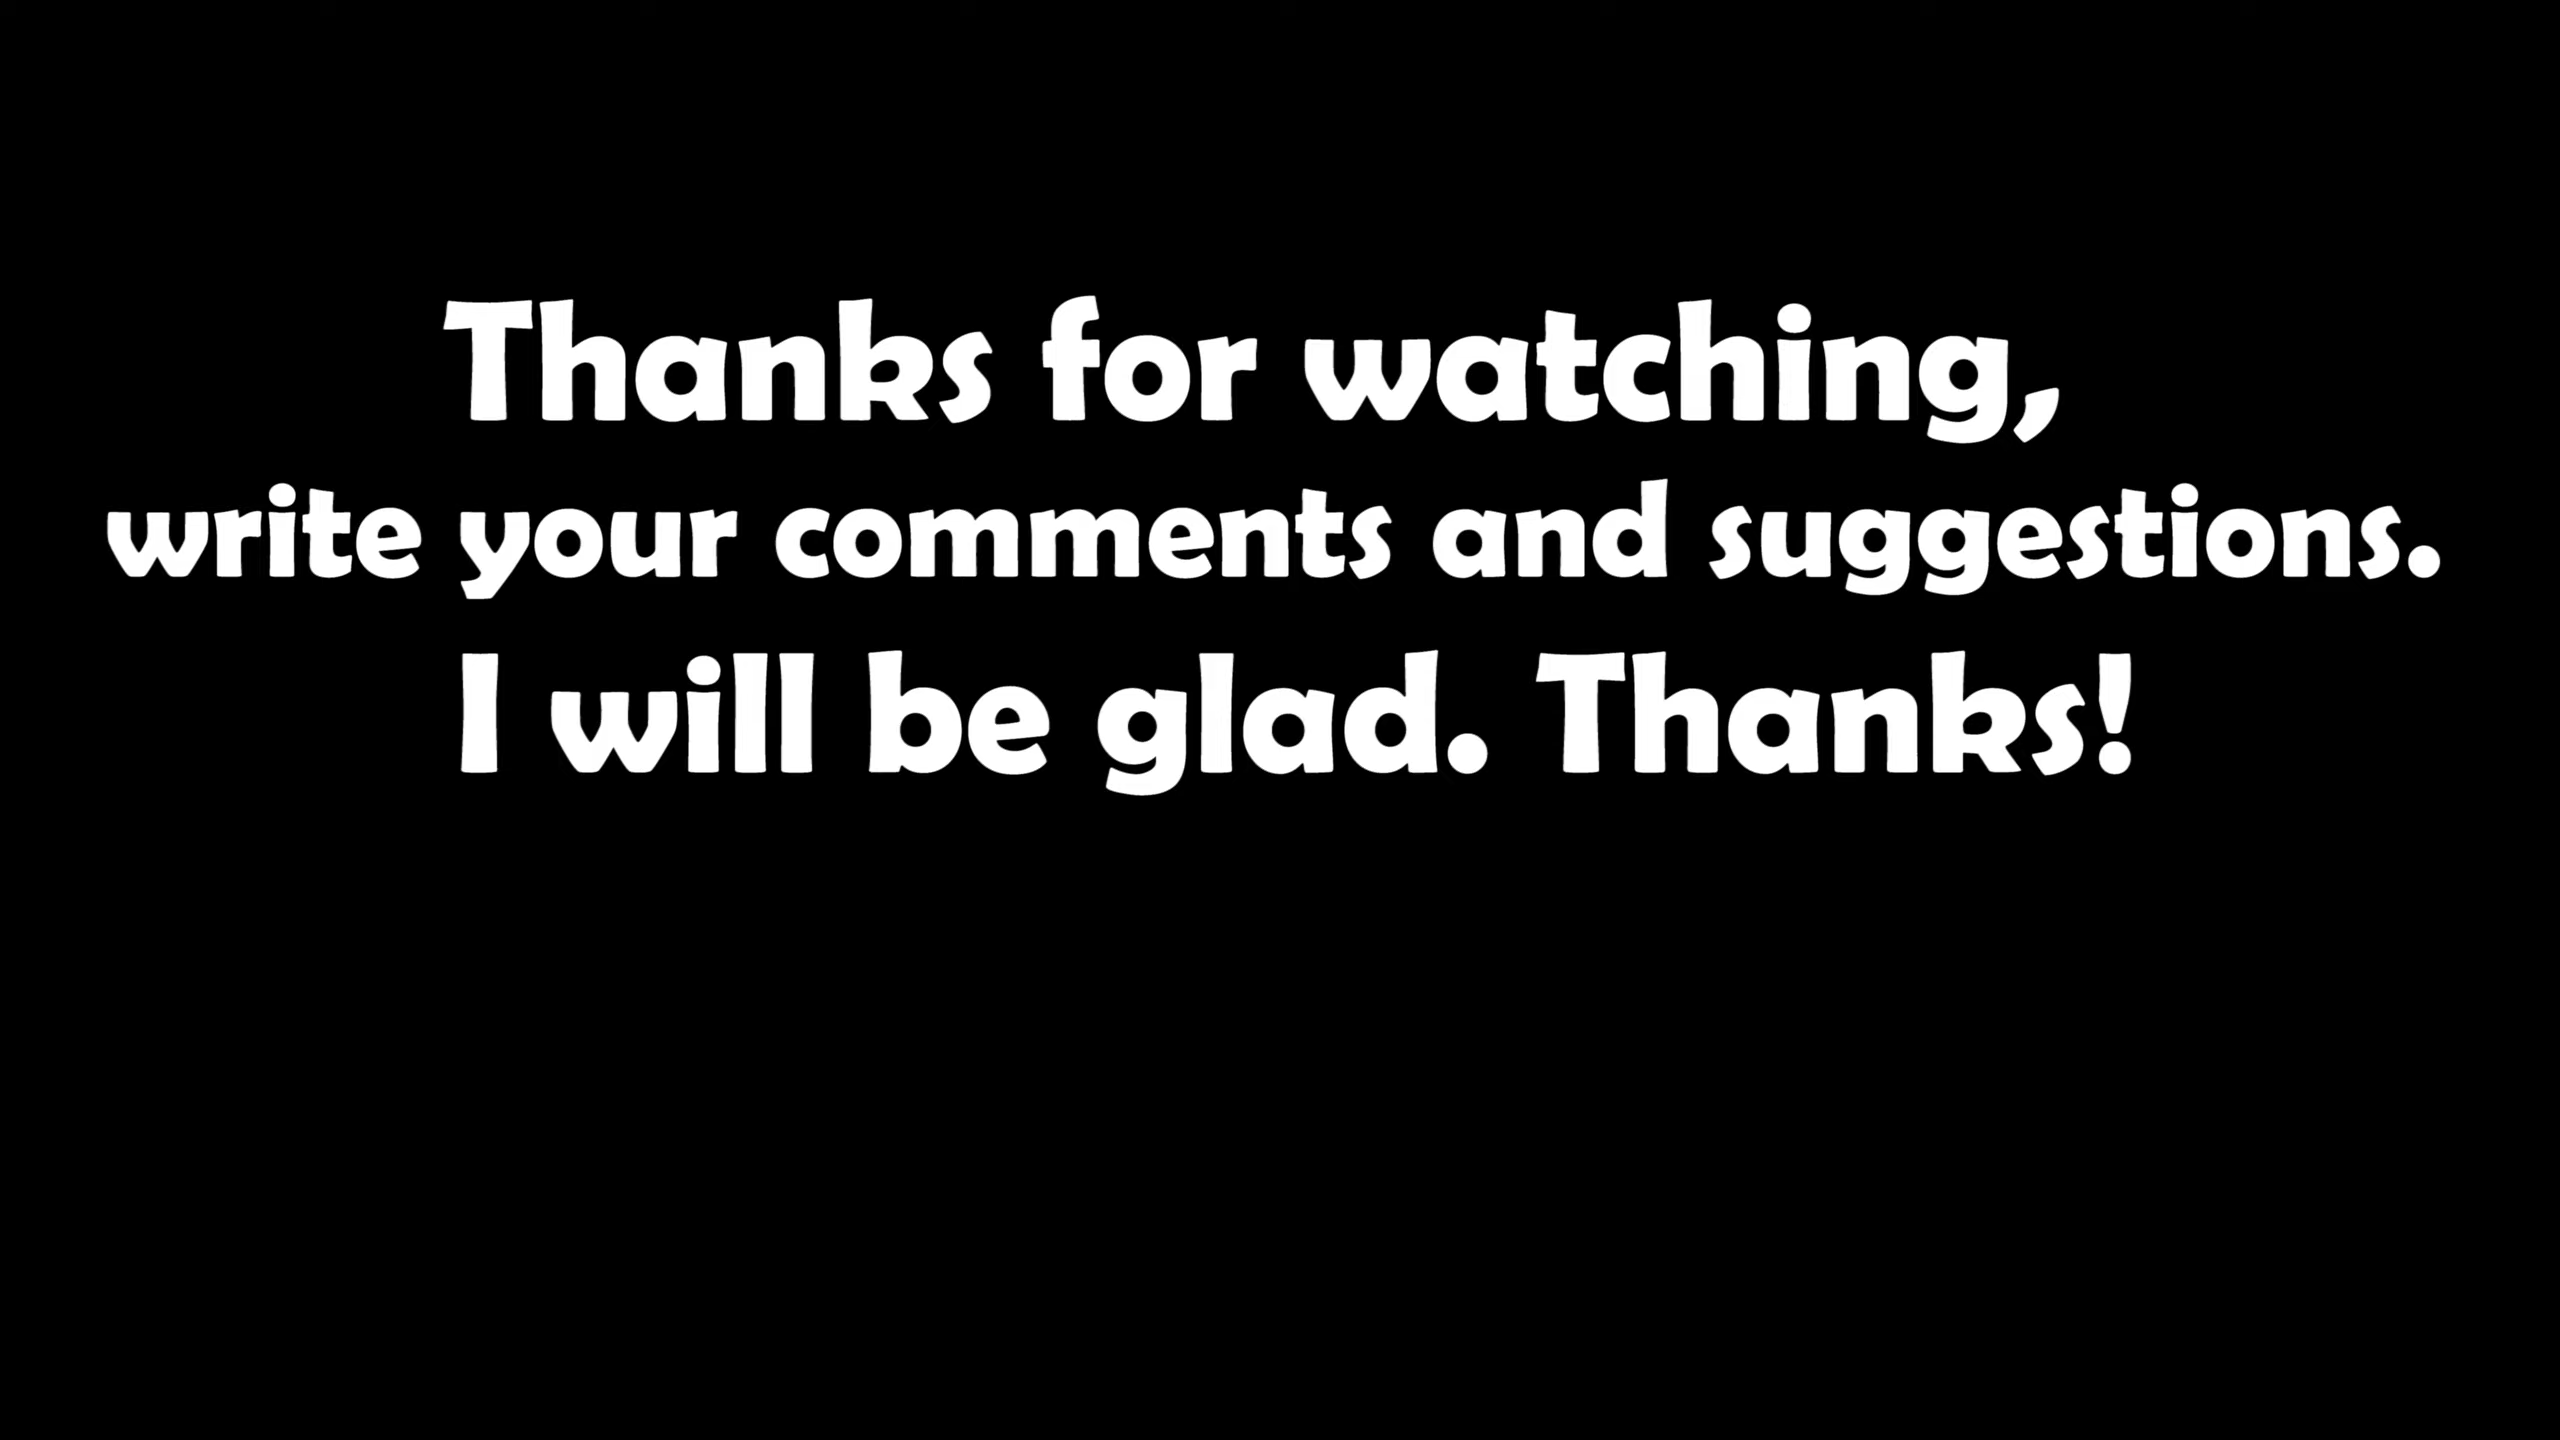 Thanks for watching,
write your comments and suggestions.
I will be glad. Thanks!